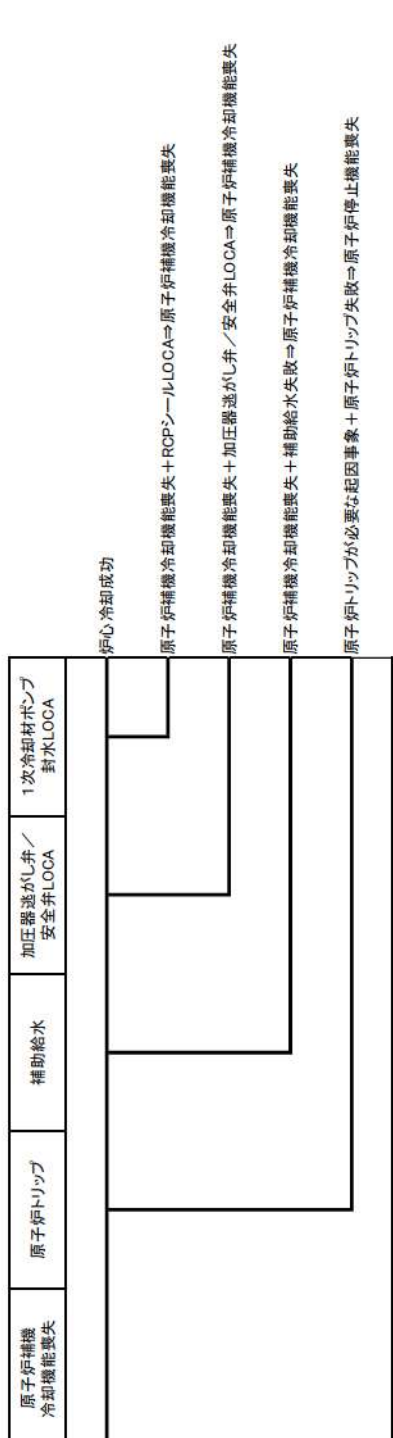 原子炉補機
冷却機能喪失
原子炉トリップ
補助給水
加圧器逃がし弁／
安全弁LOCA
1次冷却材ポンプ
封水LOCA
炉心冷却成功
原子炉補機冷却機能喪失＋RCPシールLOCA⇒原子炉補機冷却機能喪失
原子炉補機冷却機能喪失＋加圧器逃がし弁／安全弁LOCA⇒原子炉補機冷却機能喪失
原子炉補機冷却機能喪失＋補助給水失敗⇒原子炉補機冷却機能喪失
原子炉トリップが必要な起因事象＋原子炉トリップ失敗⇒原子炉停止機能喪失